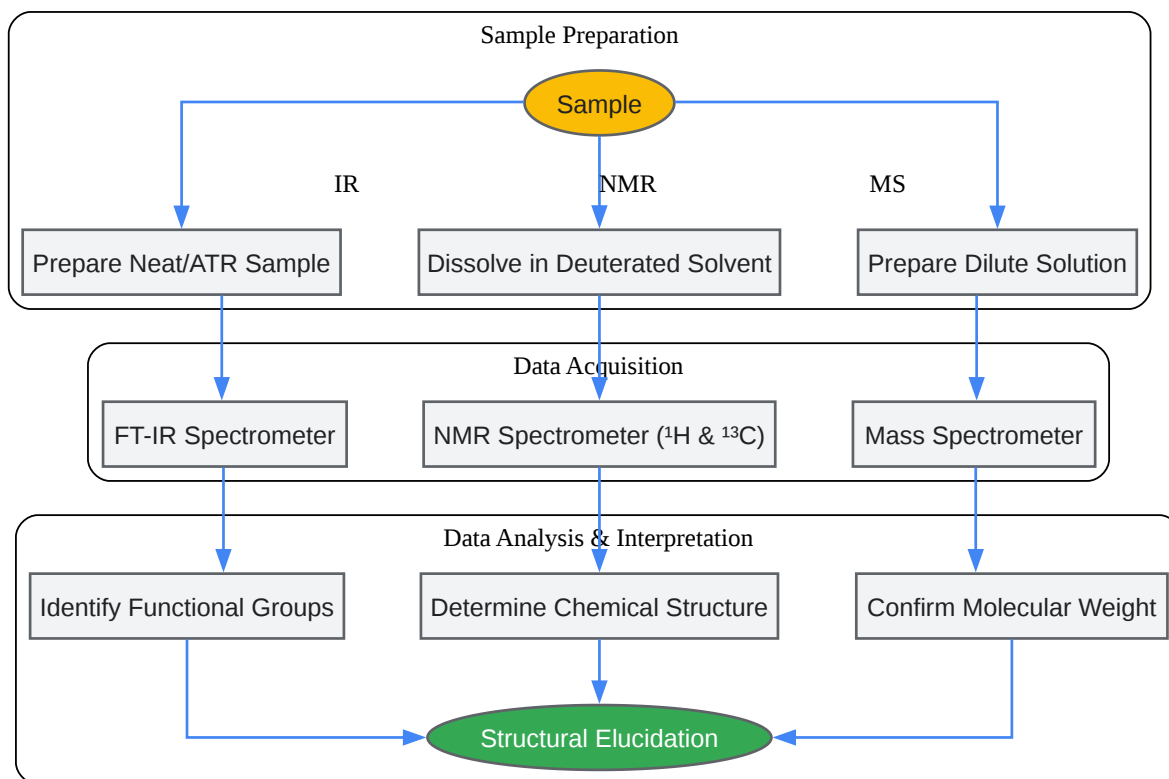 Sample Preparation
Sample
IR
NMR
MS
Prepare Neat/ATR Sample
Dissolve in Deuterated Solvent
Prepare Dilute Solution
Data Acquisition
FT-IR Spectrometer
NMR Spectrometer (¹H & ¹³C)
Mass Spectrometer
Data Analysis & Interpretation
Identify Functional Groups
Determine Chemical Structure
Confirm Molecular Weight
Structural Elucidation